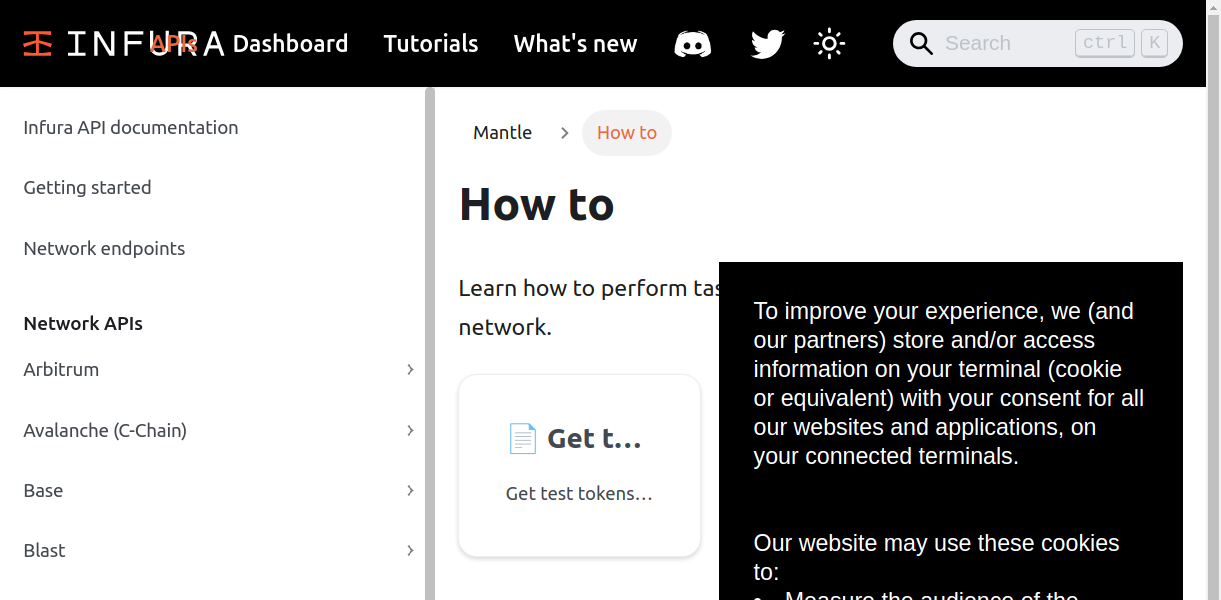 INFURA APIs Dashboard Tutorials What's new Search ctrl K
Infura API documentation
Getting started
Network endpoints
Network APIs
Arbitrum
Avalanche (C-Chain)
Base
Blast
Mantle How to
How to
Learn how to perform
network.
Get t…
Get test tokens…
To improve your experience, we (and
our partners) store and/or access
information on your terminal (cookie
or equivalent) with your consent for all
our websites and applications, on
your connected terminals.
Our website may use these cookies
to:
Measure the audience of the